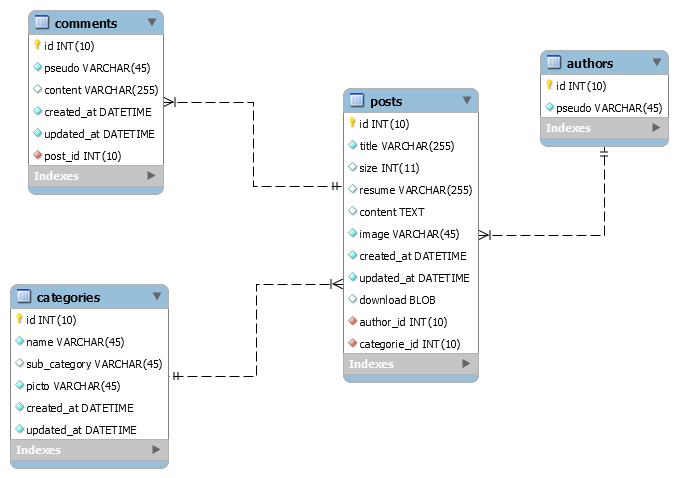 comments
id INT(10)
pseudo VARCHAR(45)
content VARCHAR(255)
created_at DATETIME
updated_at DATETIME
post_id INT(10)
Indexes
authors
id INT(10)
pseudo VARCHAR(45)
Indexes
posts
id INT(10)
title VARCHAR(255)
size INT(11)
resume VARCHAR(255)
content TEXT
image VARCHAR(45)
created_at DATETIME
updated_at DATETIME
download BLOB
author_id INT(10)
categorie_id INT(10)
Indexes
categories
id INT(10)
name VARCHAR(45)
sub_category VARCHAR(45)
picto VARCHAR(45)
created_at DATETIME
updated_at DATETIME
Indexes